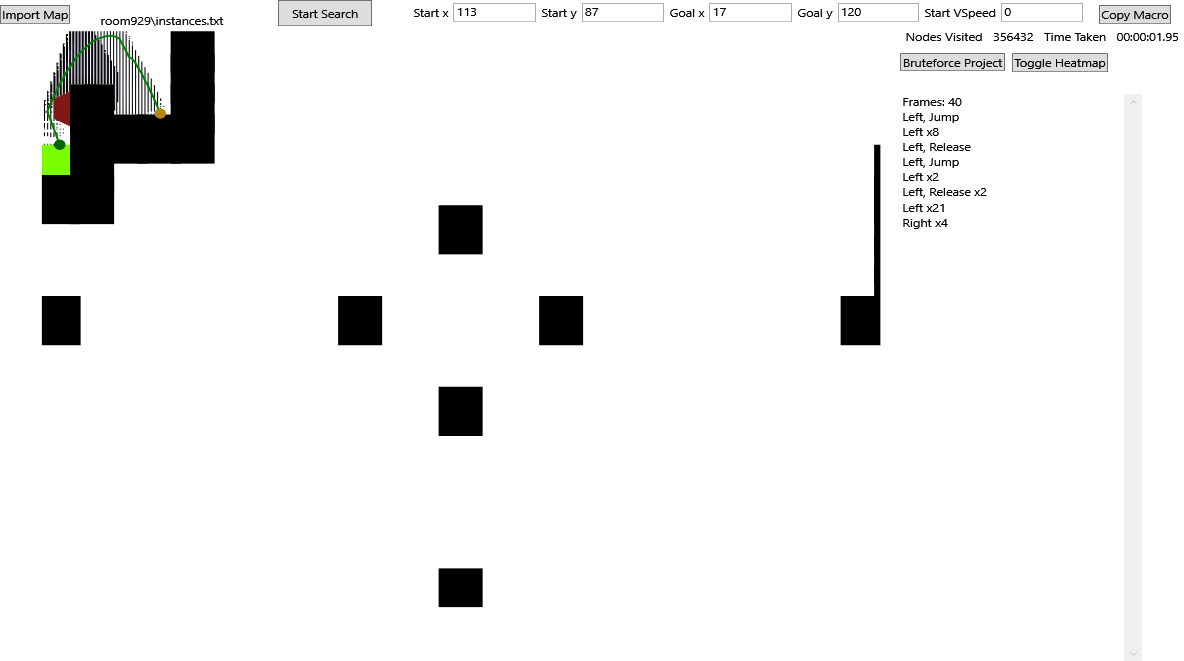 Import Map
room929\instances.txt
Start Search
Start x 113 Start y 87 Goal x 17 Goal y 120 Start VSpeed 0
Copy Macro
Nodes Visited 356432 Time Taken 00:00:01.95
Bruteforce Project Toggle Heatmap
Frames: 40
Left, Jump
Left x8
Left, Release
Left, Jump
Left x2
Left, Release x2
Left x21
Right x4